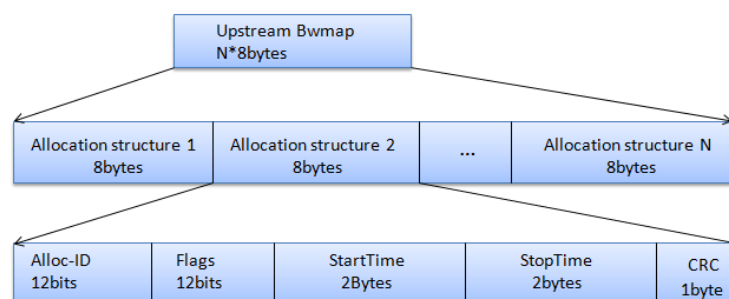 Upstream Bwmap
N*8bytes
Allocation structure 1
8bytes
Allocation structure 2
8bytes
...
Allocation structure N
8bytes
Alloc-ID
12bits
Flags
12bits
StartTime
2Bytes
StopTime
2bytes
CRC
1byte